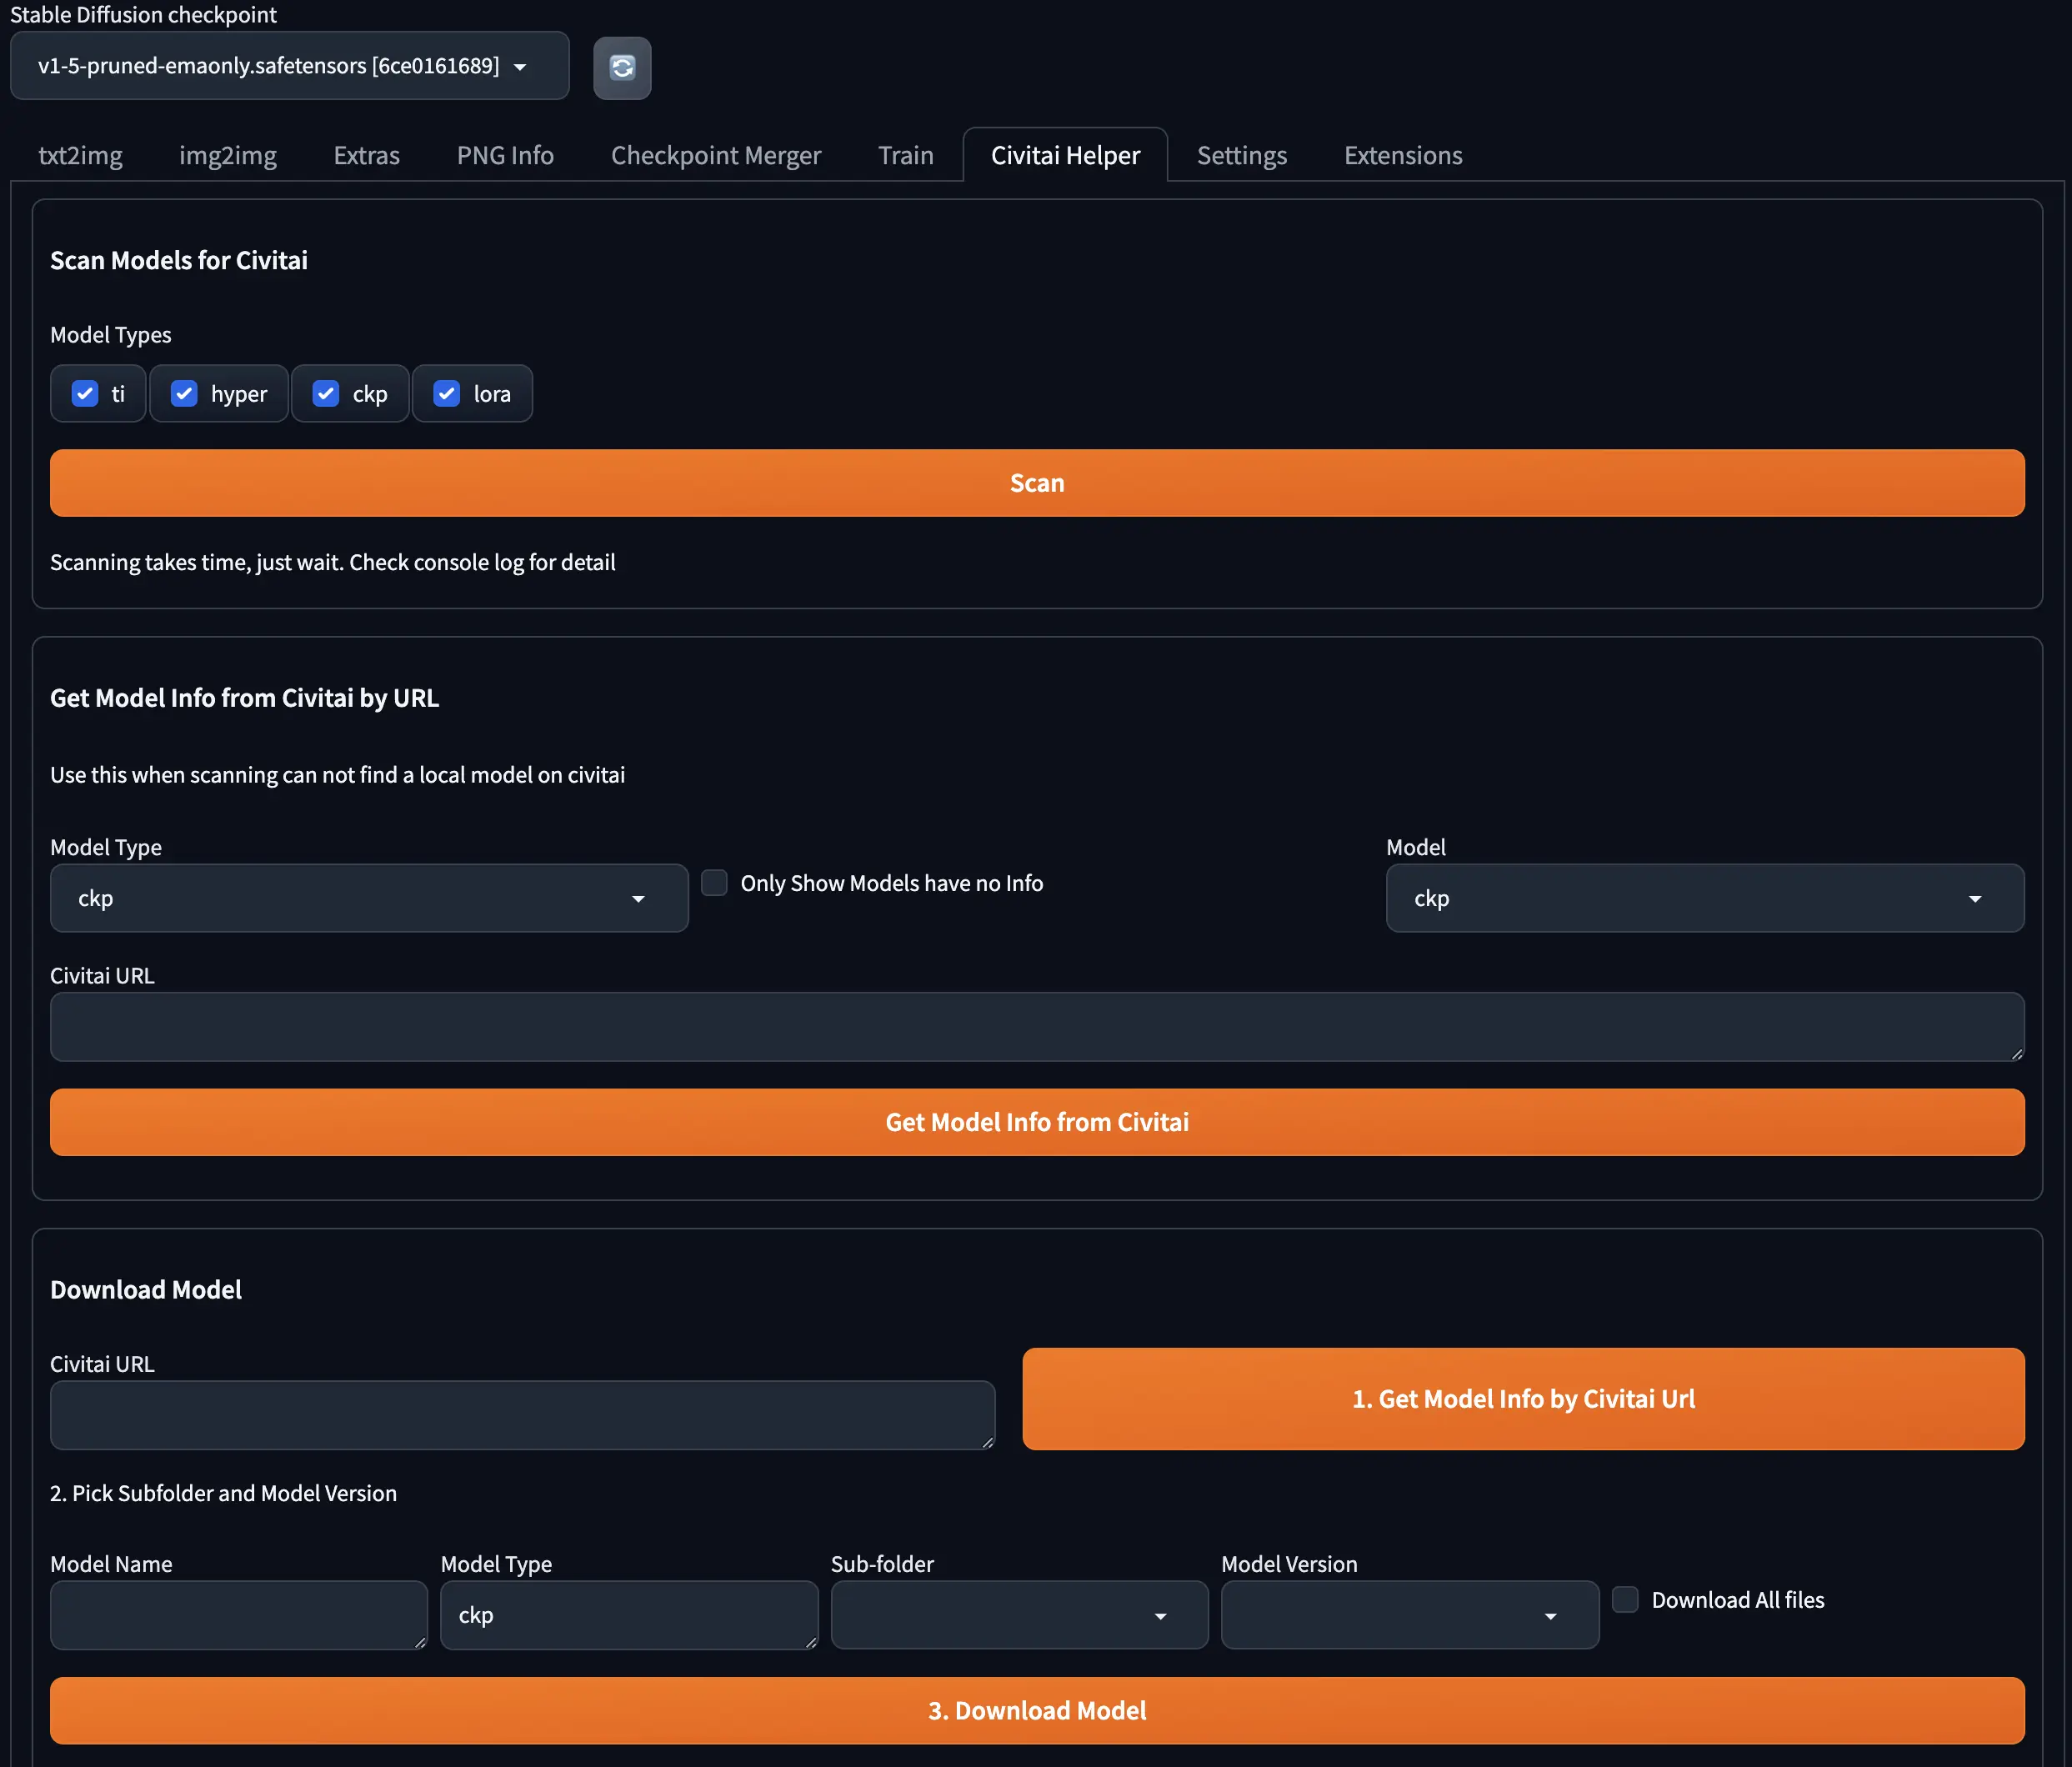 Stable Diffusion checkpoint
v1-5-pruned-emaonly.safetensors [6ce0161689]
txt2img img2img Extras PNG Info Checkpoint Merger Train Civitai Helper Settings Extensions
Scan Models for Civitai
Model Types
ti hyper ckp lora
Scan
Scanning takes time, just wait. Check console log for detail
Get Model Info from Civitai by URL
Use this when scanning can not find a local model on civitai
Model Type Model
ckp Only Show Models have no Info ckp
Civitai URL
Get Model Info from Civitai
Download Model
Civitai URL
1. Get Model Info by Civitai Url
2. Pick Subfolder and Model Version
Model Name Model Type Sub-folder Model Version
ckp Download All files
3. Download Model